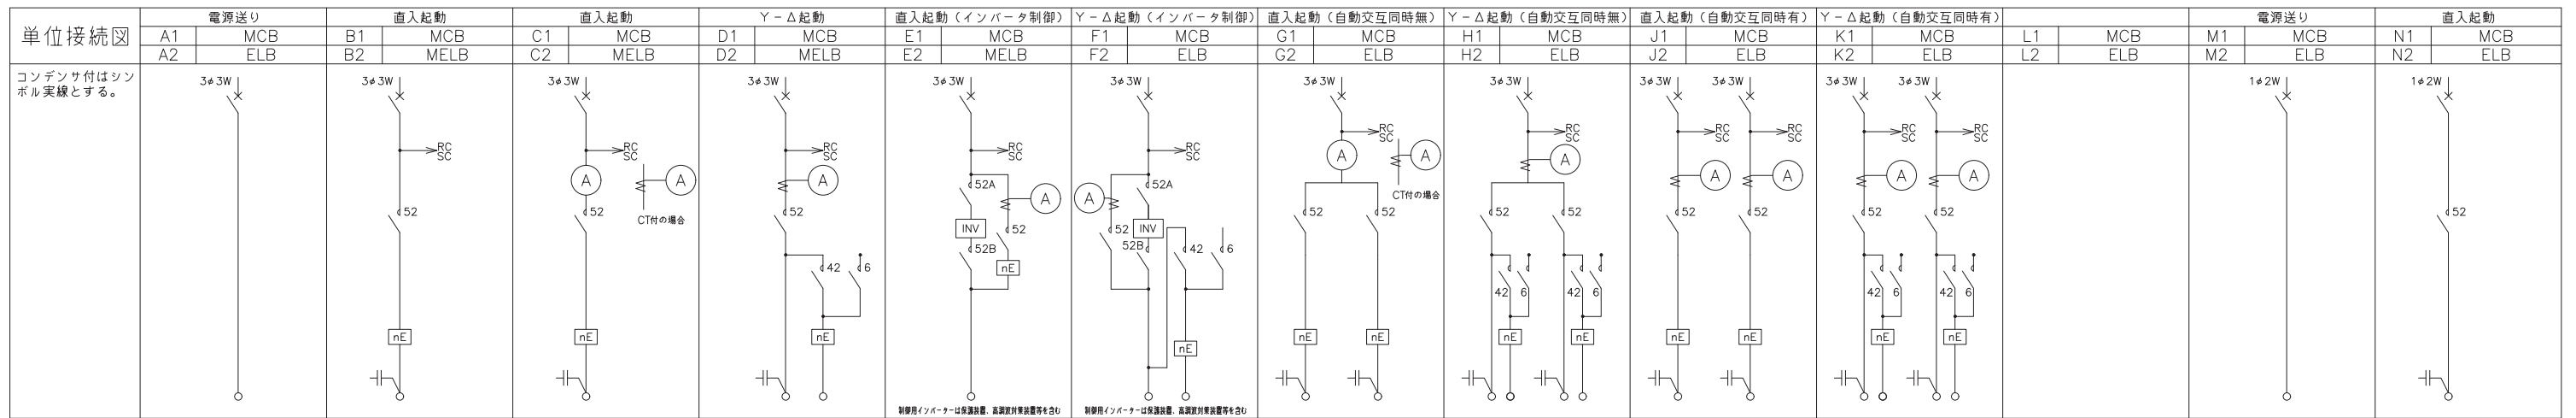 単位接続図
電源送り
A1 MCB
A2 ELB
直入起動
B1 MCB
B2 MELB
直入起動
C1 MCB
C2 MELB
Y-Δ起動
D1 MCB
D2 MELB
直入起動(インバータ制御)
E1 MCB
E2 MELB
Y-Δ起動(インバータ制御)
F1 MCB
F2 ELB
直入起動(自動交互同時無)
G1 MCB
G2 ELB
Y-Δ起動(自動交互同時無)
H1 MCB
H2 ELB
直入起動(自動交互同時有)
J1 MCB
J2 ELB
Y-Δ起動(自動交互同時有)
K1 MCB
K2 ELB
L1 MCB
L2 ELB
電源送り
M1 MCB
M2 ELB
直入起動
N1 MCB
N2 ELB
コンデンサ付はシン
ボル実線とする。
3φ3W
3φ3W
RC
SC
52
nE
3φ3W
RC
SC
A
A
52
CT付の場合
nE
3φ3W
RC
SC
A
52
42
6
nE
3φ3W
RC
SC
52A
A
INV
52
52B
nE
制御用インバーターは保護装置、高調波対策装置等を含む
3φ3W
RC
SC
52A
A
52
INV
52B
42
6
nE
制御用インバーターは保護装置、高調波対策装置等を含む
3φ3W
RC
SC
A
A
CT付の場合
52
52
nE
nE
3φ3W
RC
SC
A
52
52
42
6
42
6
nE
nE
3φ3W
3φ3W
RC
SC
RC
SC
A
A
52
52
nE
nE
3φ3W
3φ3W
RC
SC
RC
SC
A
A
52
52
42
6
42
6
nE
nE
1φ2W
1φ2W
52